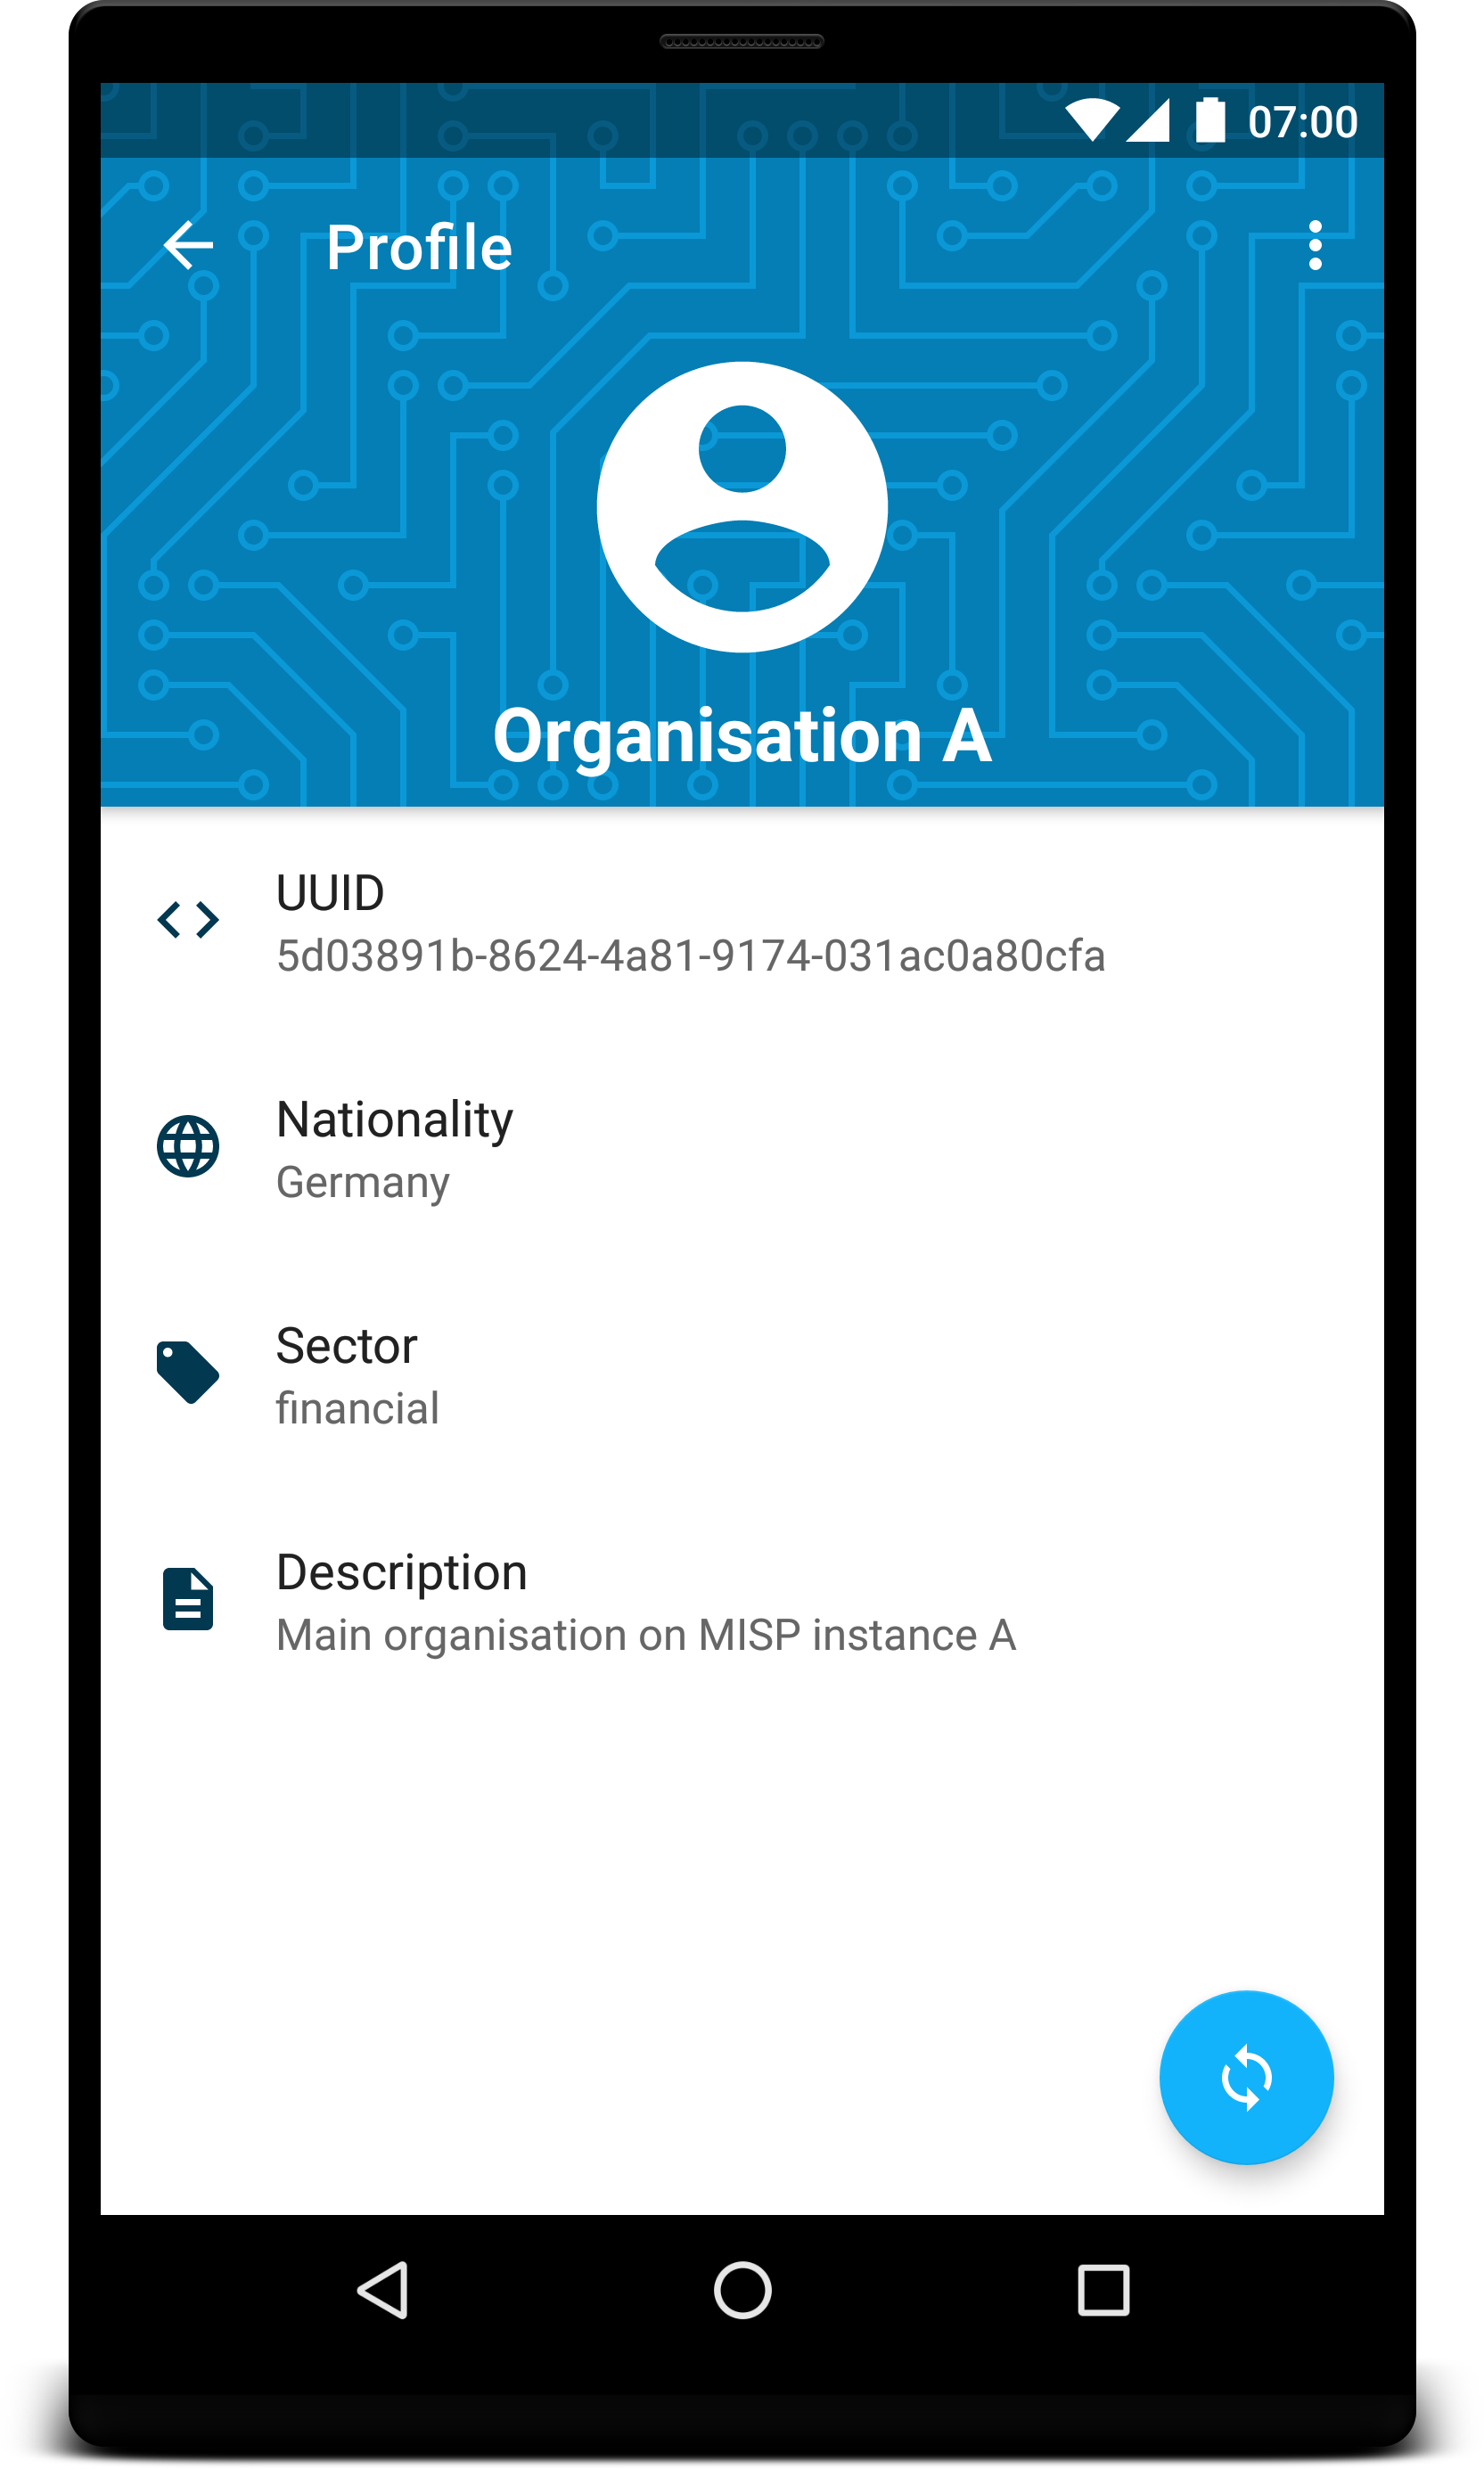 07:00
Profile
Organisation A
UUID
5d03891b-8624-4a81-9174-031ac0a80cfa
Nationality
Germany
Sector
financial
Description
Main organisation on MISP instance A